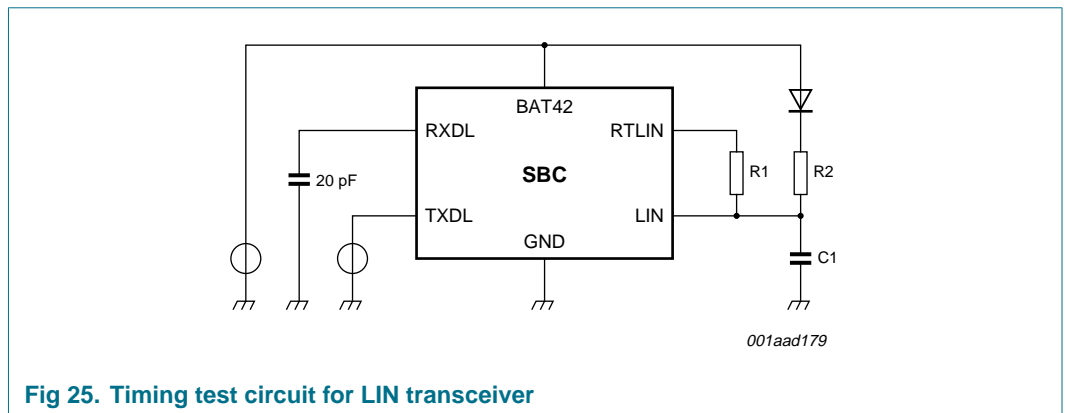 BAT42
RXDL
RTLIN
SBC
R1
R2
20 pF
TXDL
LIN
GND
C1
001aad179
Fig 25. Timing test circuit for LIN transceiver